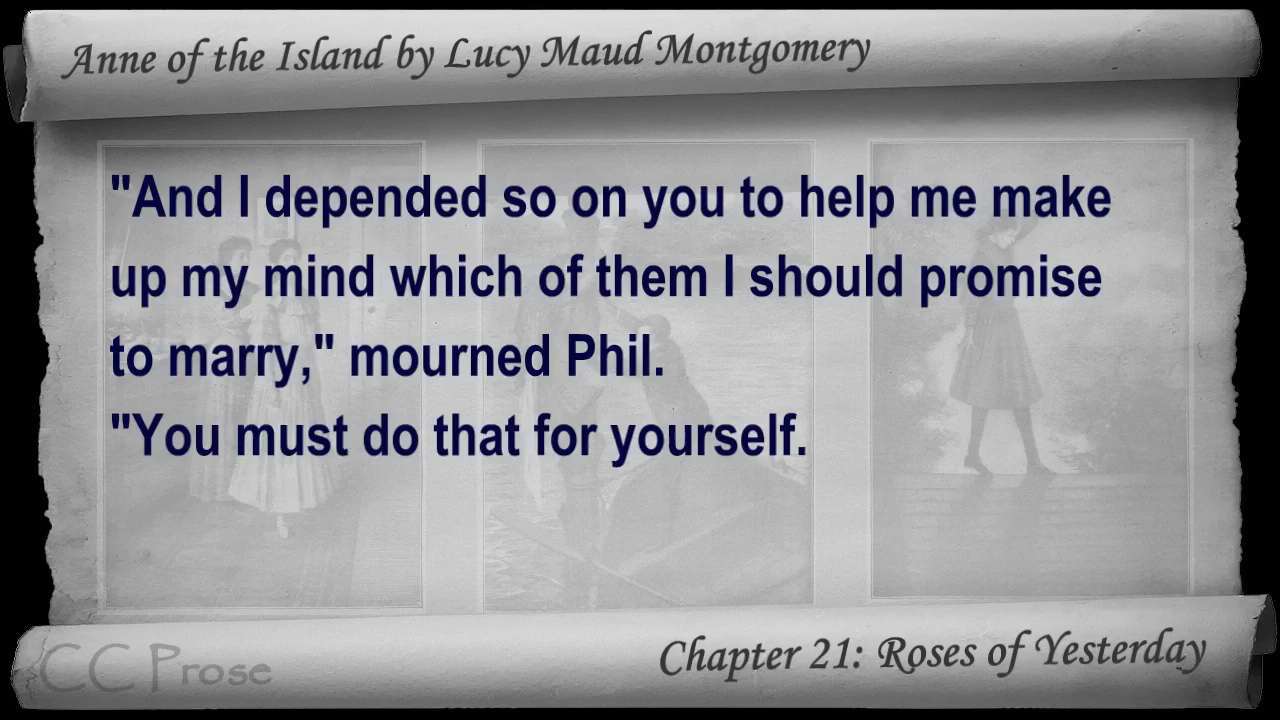 Anne of the Island by Lucy Maud Montgomery
"And I depended so on you to help me make
up my mind which of them I should promise
to marry," mourned Phil.
"You must do that for yourself.
CC Prose
Chapter 21: Roses of Yesterday